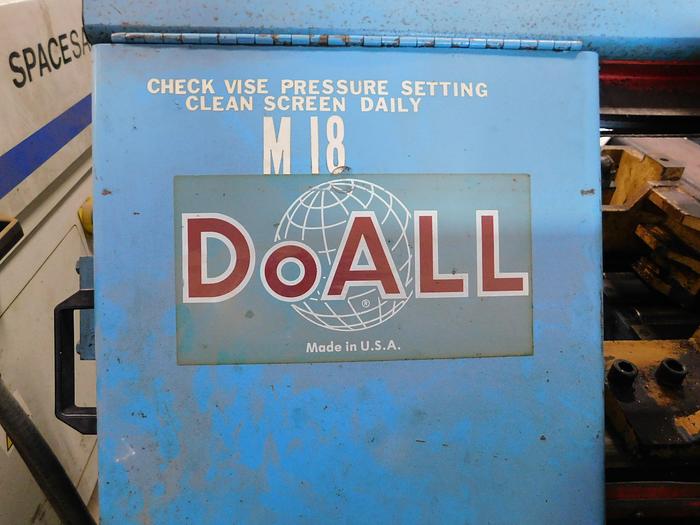 SPACESA
CHECK VISE PRESSURE SETTING
CLEAN SCREEN DAILY
M 18
DoALL
®
Made in U.S.A.